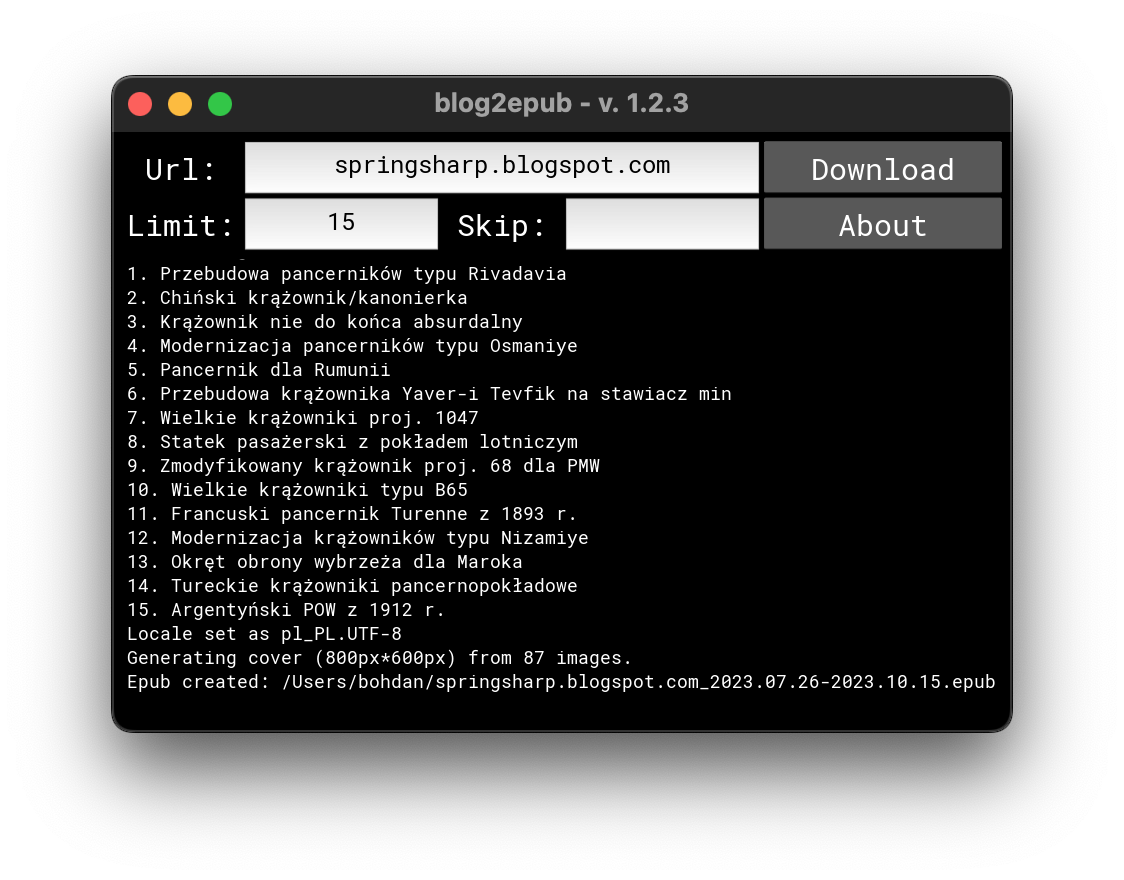 blog2epub - v. 1.2.3
Url: springsharp.blogspot.com Download
Limit: 15 Skip: About
1. Przebudowa pancerników typu Rivadavia
2. Chiński krążownik/kanonierka
3. Krążownik nie do końca absurdalny
4. Modernizacja pancerników typu Osmaniye
5. Pancernik dla Rumunii
6. Przebudowa krążownika Yaver-i Tevfik na stawiacz min
7. Wielkie krążowniki proj. 1047
8. Statek pasażerski z pokładem lotniczym
9. Zmodyfikowany krążownik proj. 68 dla PMW
10. Wielkie krążowniki typu B65
11. Francuski pancernik Turenne z 1893 r.
12. Modernizacja krążowników typu Nizamiye
13. Okręt obrony wybrzeża dla Maroka
14. Tureckie krążowniki pancernopokładowe
15. Argentyński POW z 1912 r.
Locale set as pl_PL.UTF-8
Generating cover (800px*600px) from 87 images.
Epub created: /Users/bohdan/springsharp.blogspot.com_2023.07.26-2023.10.15.epub